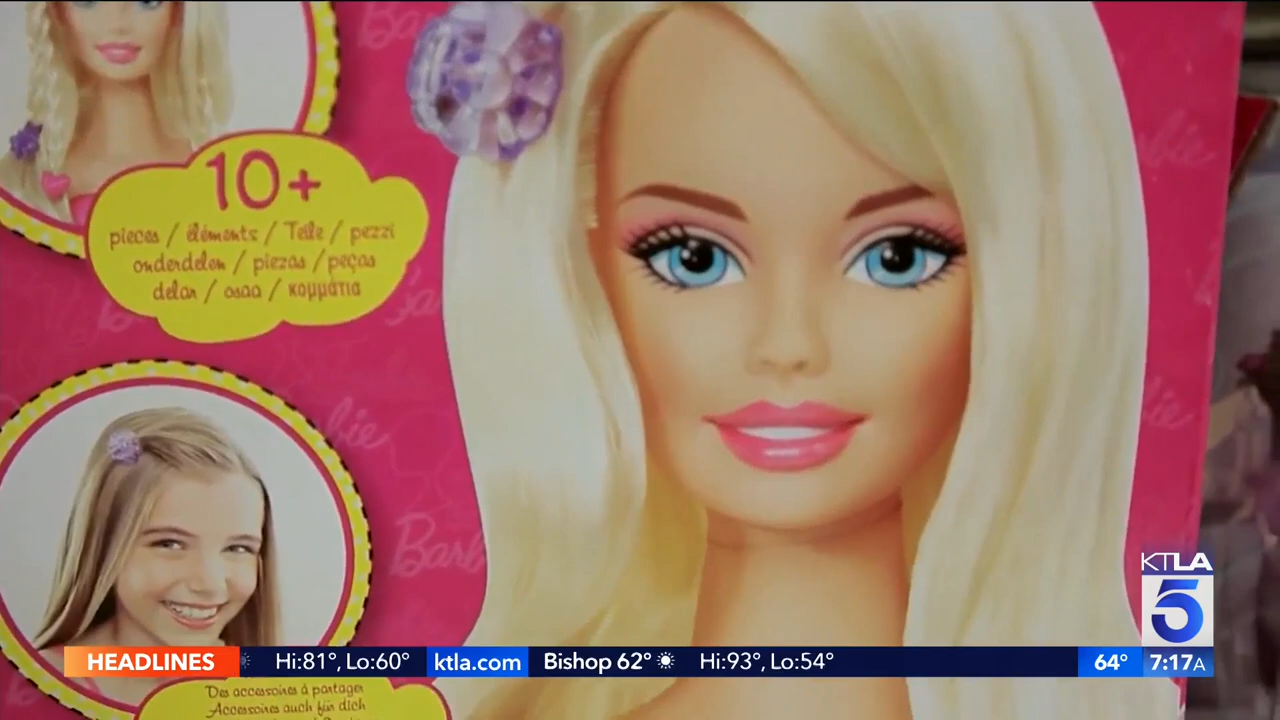 10+
pieces / éléments / Teile / pezzi
onderdelen / piezas / peças
delar / osaa / κομμάτια
Barbie
Des accessoires à partager
Accessoires auch für dich
KTLA
5
HEADLINES
Hi:81°, Lo:60°
ktla.com
Bishop 62°
Hi:93°, Lo:54°
64°
7:17A